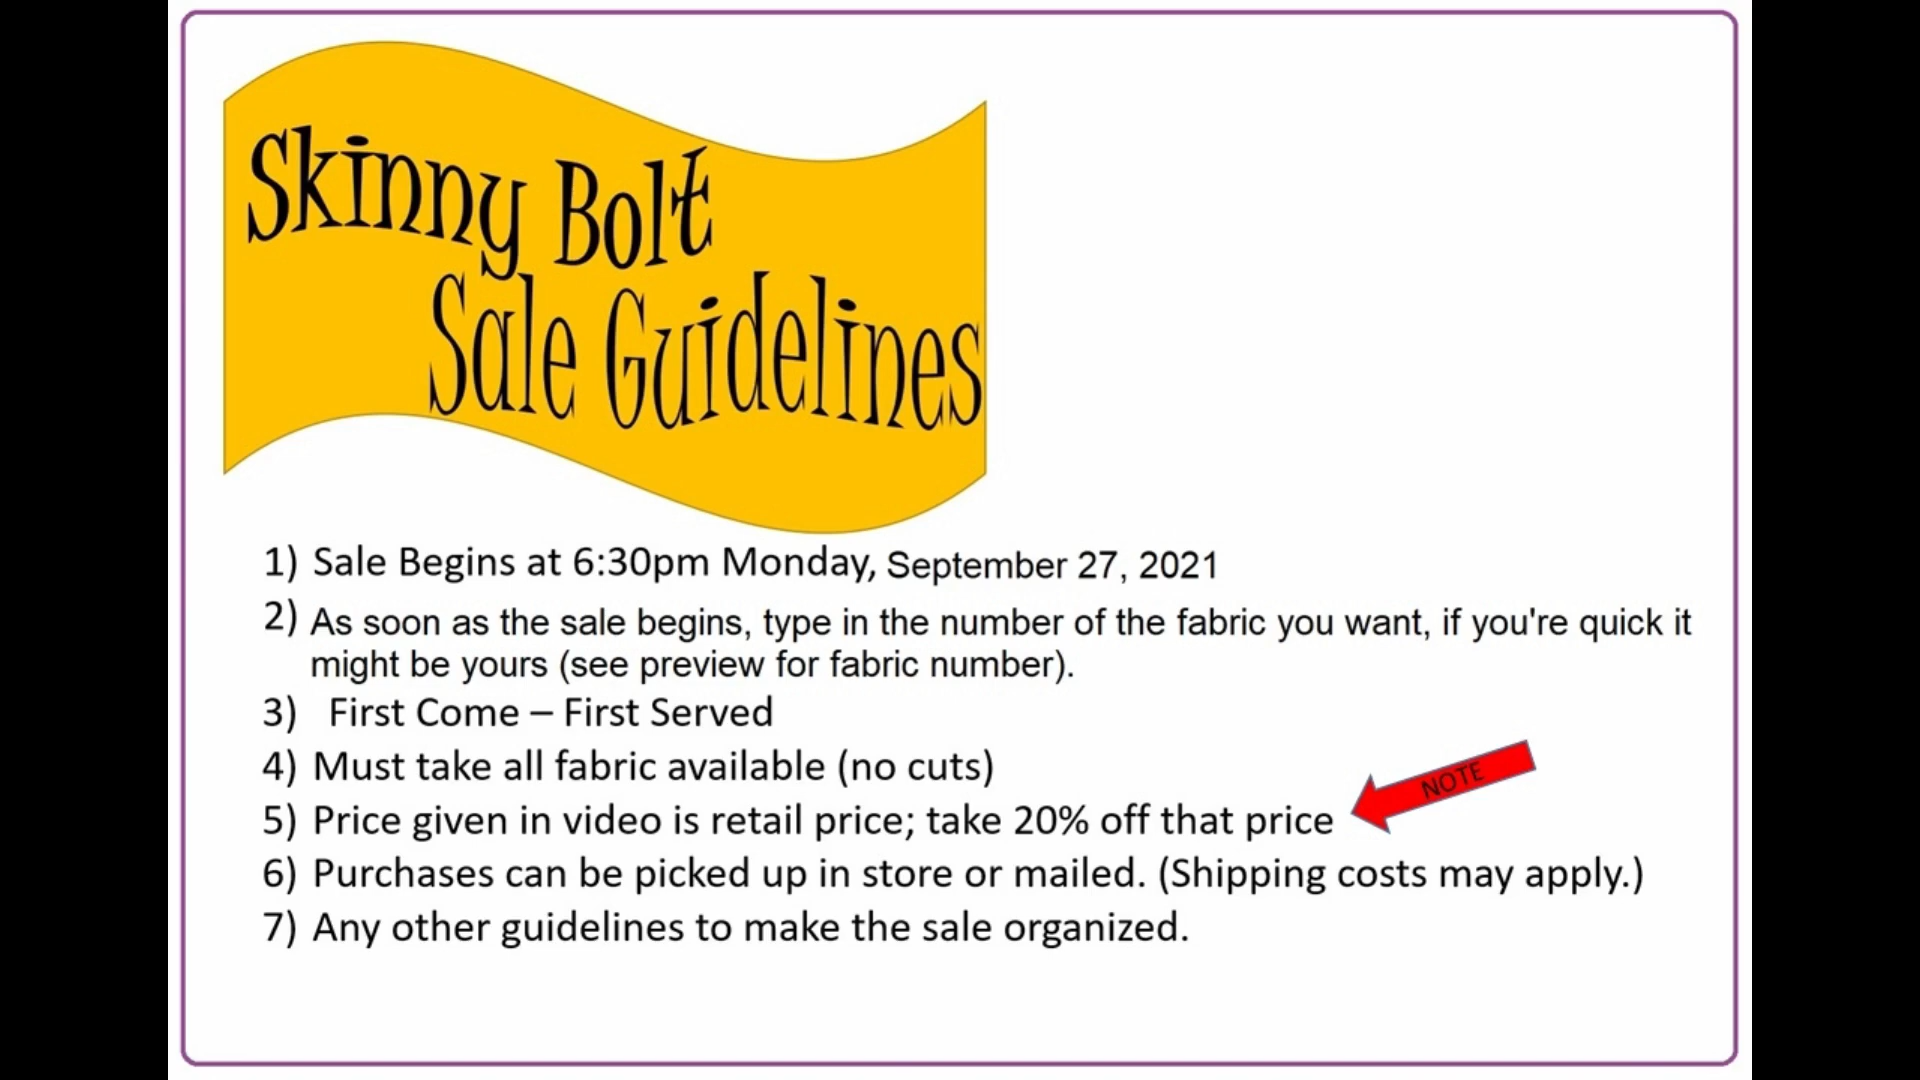 Skinny Bolt
Sale Guidelines
1) Sale Begins at 6:30pm Monday, September 27, 2021
2) As soon as the sale begins, type in the number of the fabric you want, if you're quick it
might be yours (see preview for fabric number).
3) First Come – First Served
4) Must take all fabric available (no cuts)
NOTE
5) Price given in video is retail price; take 20% off that price
6) Purchases can be picked up in store or mailed. (Shipping costs may apply.)
7) Any other guidelines to make the sale organized.